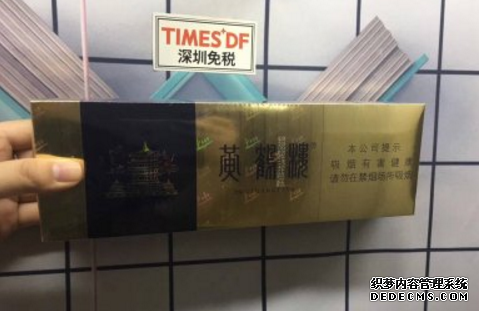 TIMES DF
深圳免税
黄鹤楼
本公司提示
吸烟有害健康
请勿在禁烟场所吸烟
织梦内容管理系统
DEDECMS.COM